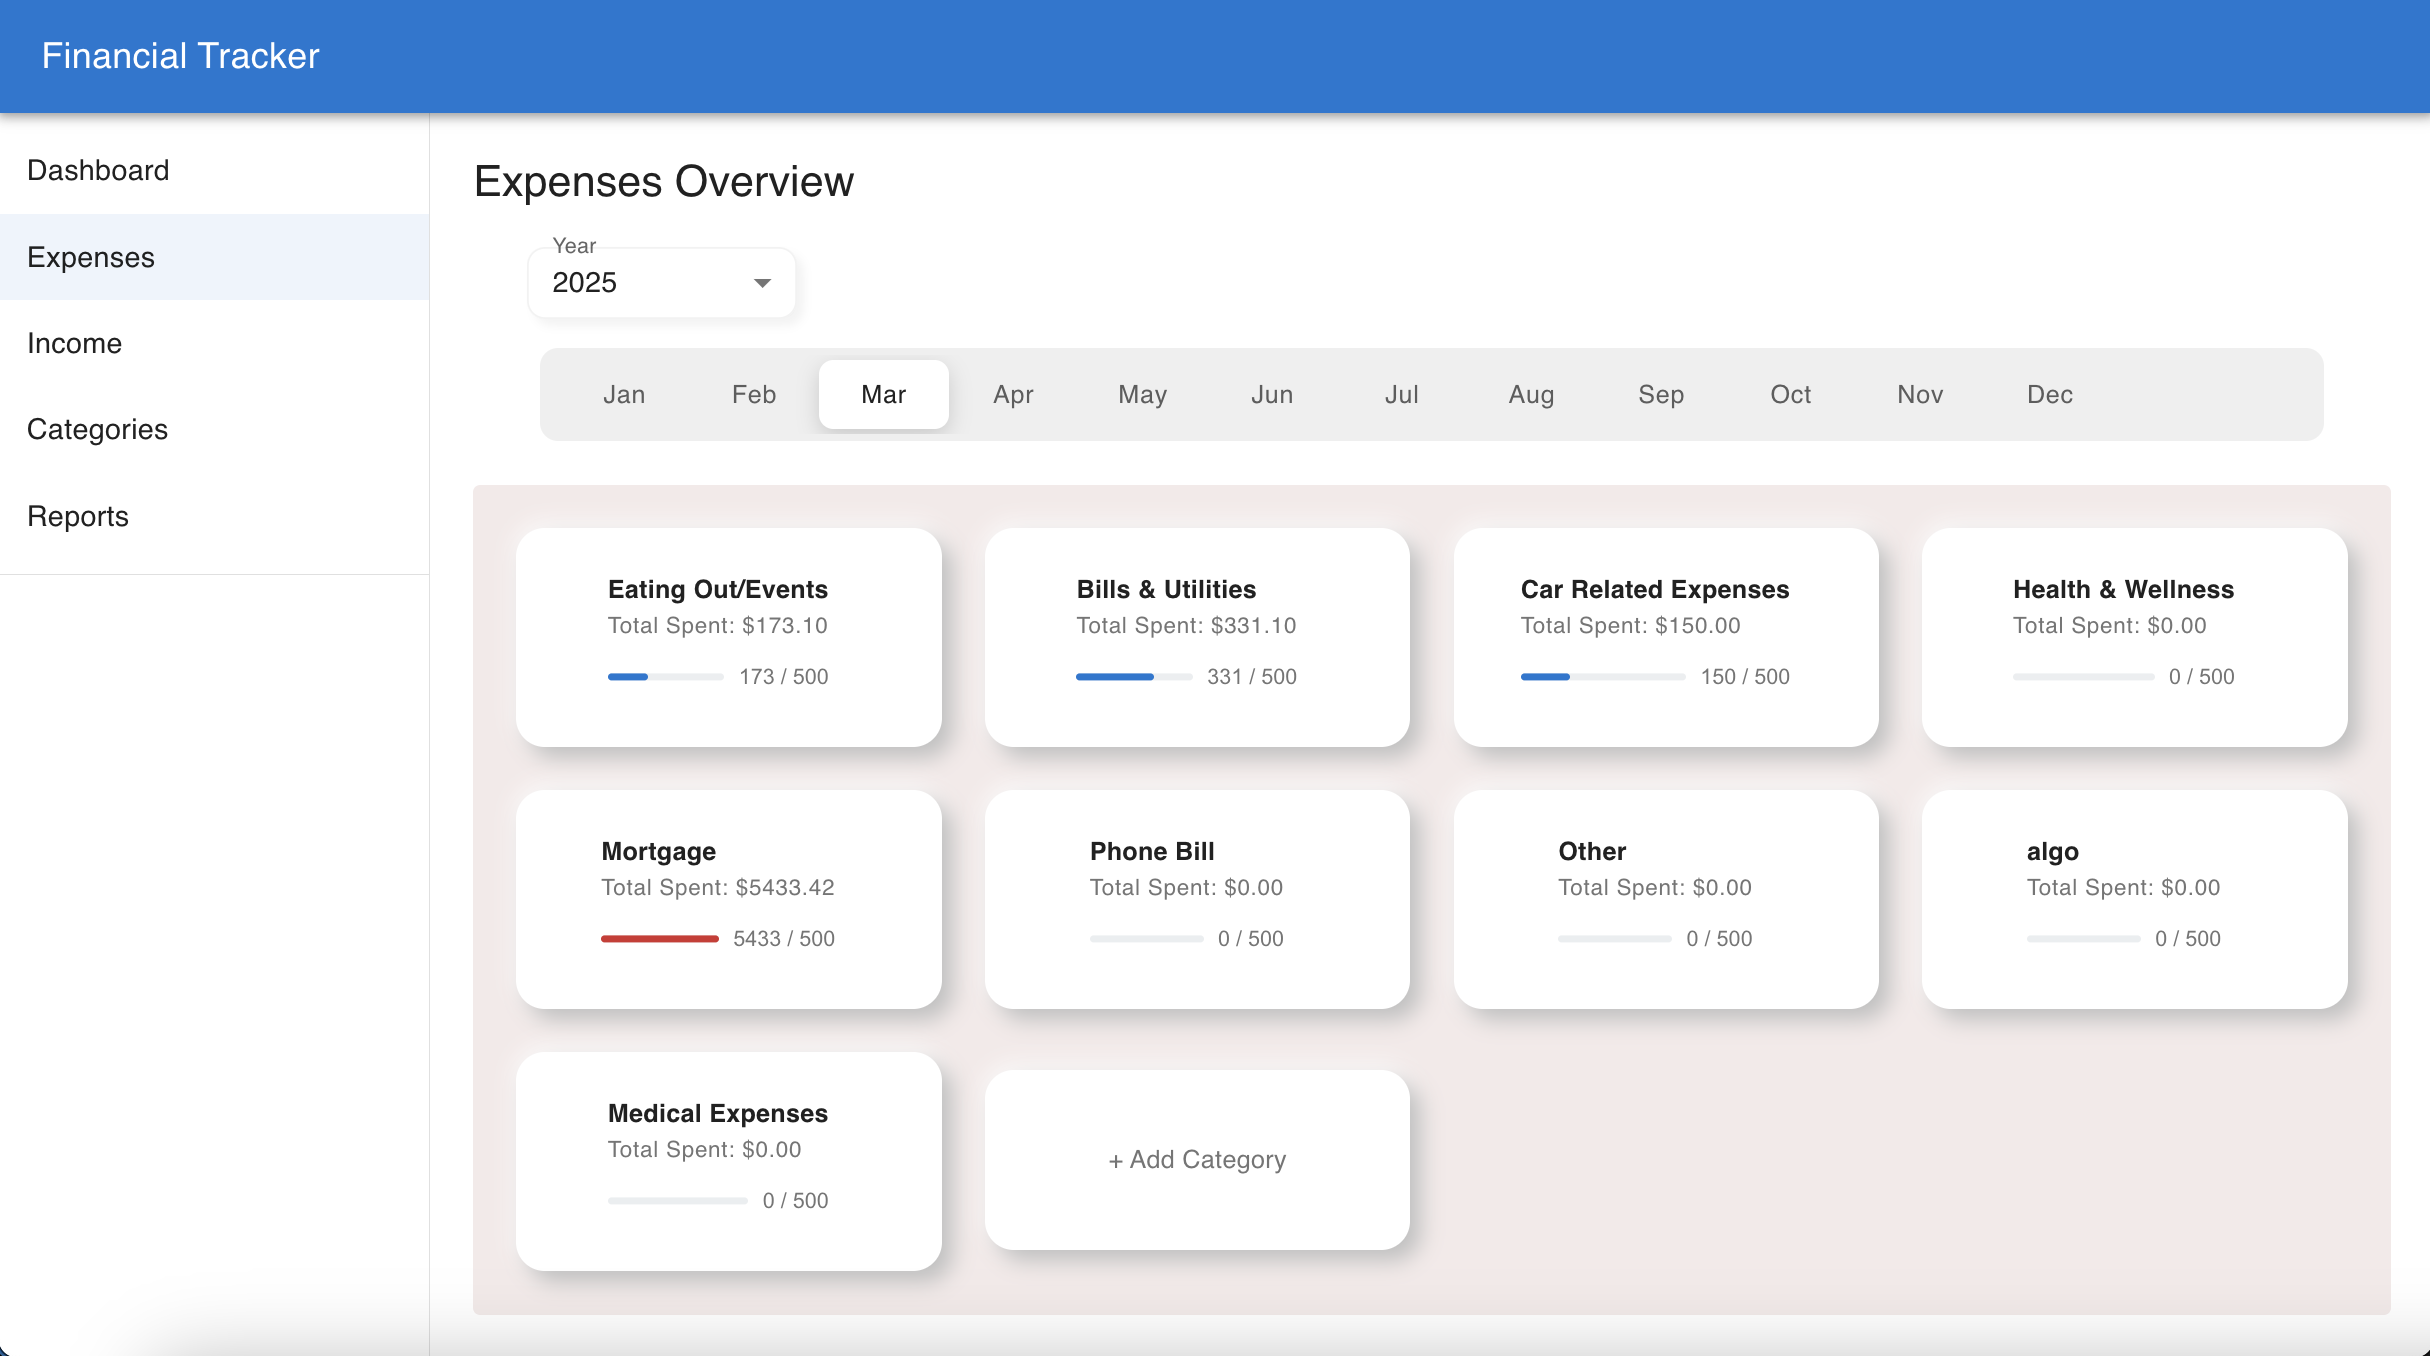 Financial Tracker
Dashboard
Expenses
Income
Categories
Reports
Expenses Overview
Year
2025
Jan Feb Mar Apr May Jun Jul Aug Sep Oct Nov Dec
Eating Out/Events
Total Spent: $173.10
173 / 500
Bills & Utilities
Total Spent: $331.10
331 / 500
Car Related Expenses
Total Spent: $150.00
150 / 500
Health & Wellness
Total Spent: $0.00
0 / 500
Mortgage
Total Spent: $5433.42
5433 / 500
Phone Bill
Total Spent: $0.00
0 / 500
Other
Total Spent: $0.00
0 / 500
algo
Total Spent: $0.00
0 / 500
Medical Expenses
Total Spent: $0.00
0 / 500
+ Add Category